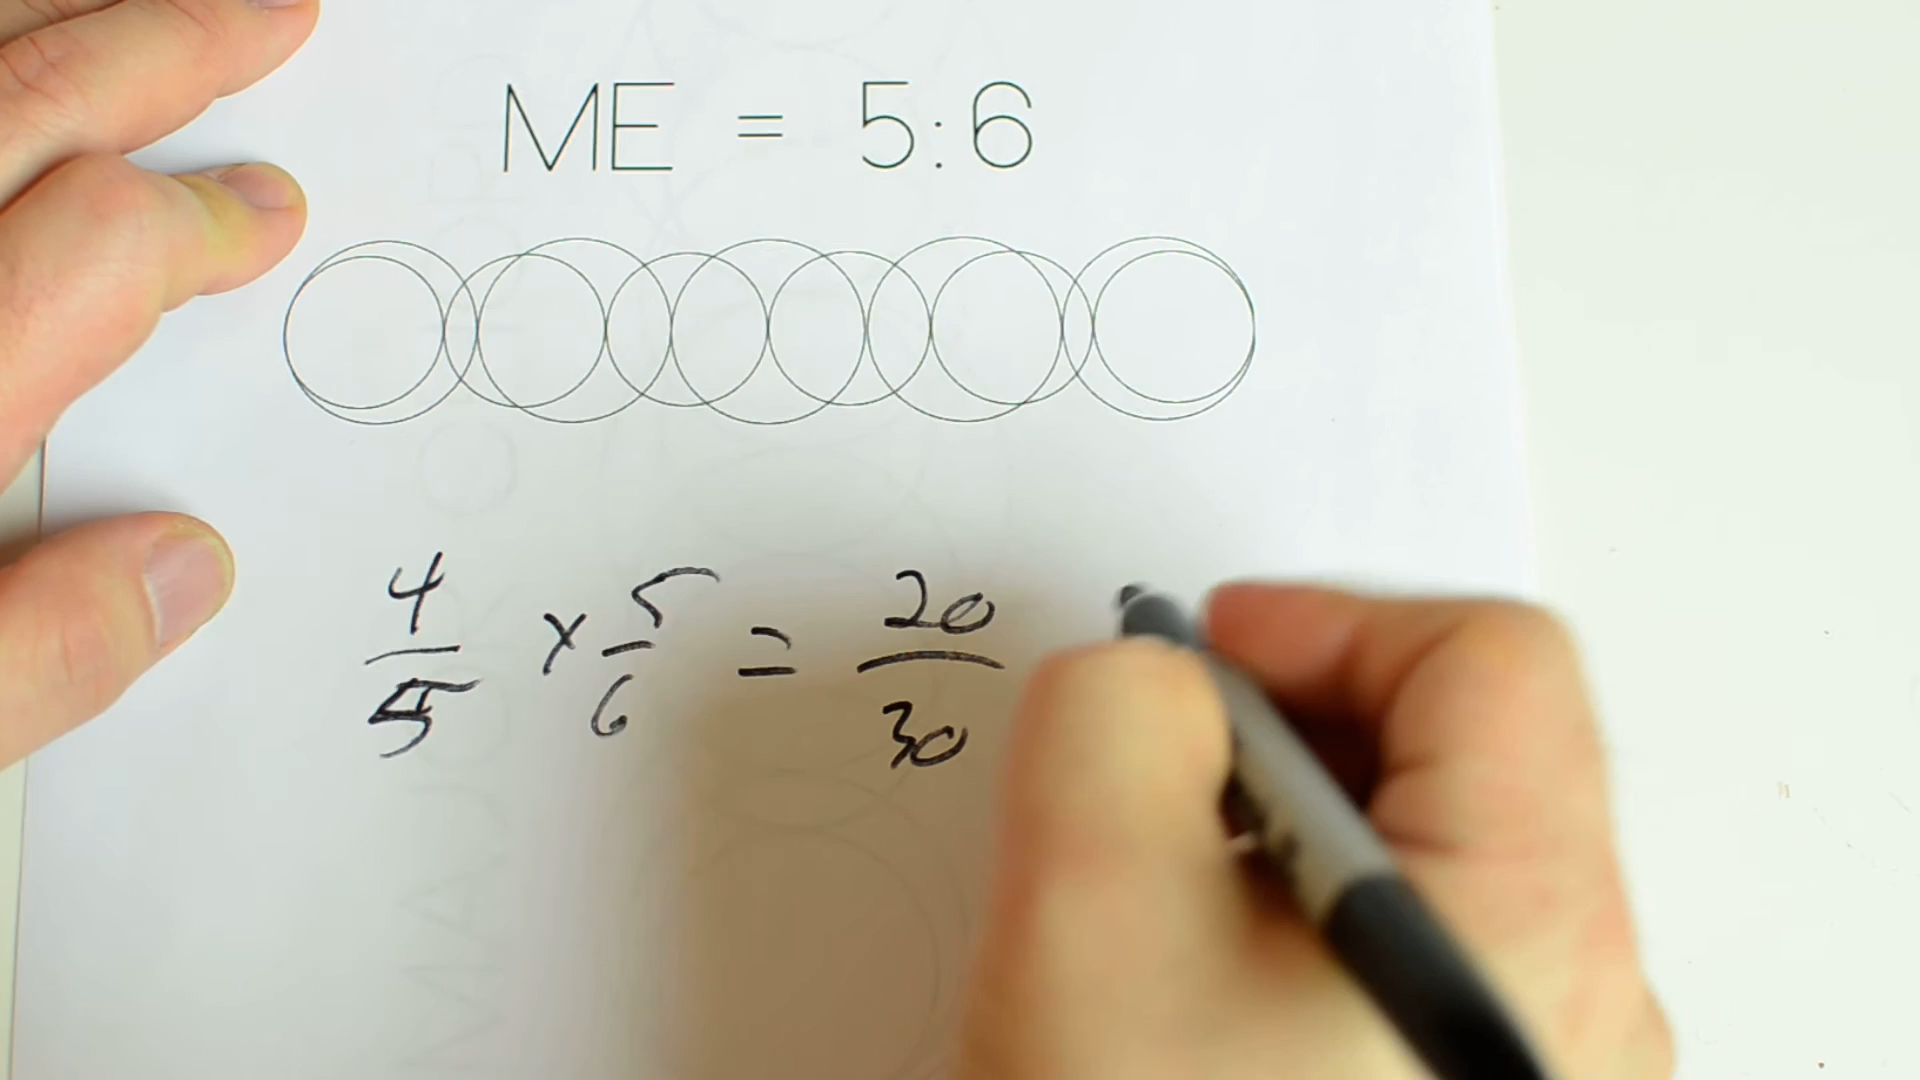 ME = 5:6
4/5 × 5/6 = 20/30